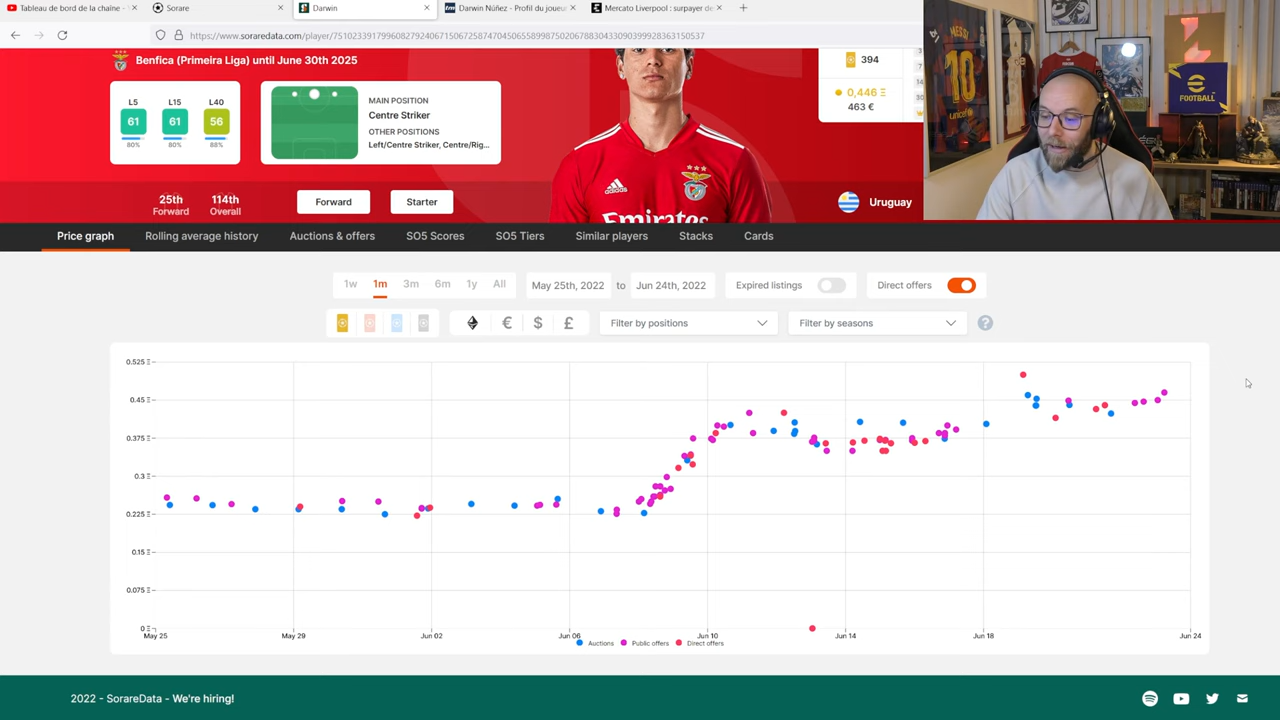 Tableau de bord de la chaîne -
Sorare
Darwin
Darwin Núñez - Profil du joueu
Mercato Liverpool : surpayer de
https://www.soraredata.com/player/75102339179960827924067150672587470450655899875020678830433090399928363150537
Benfica (Primeira Liga) until June 30th 2025
L5 L15 L40
61 61 56
80% 80% 88%
MAIN POSITION
Centre Striker
OTHER POSITIONS
Left/Centre Striker, Centre/Rig...
394
0,446 Ξ
463 €
MESSI
10
unicef
FOOTBALL
adidas
Emirates
25th
Forward
114th
Overall
Forward
Starter
Uruguay
Price graph
Rolling average history
Auctions & offers
SO5 Scores
SO5 Tiers
Similar players
Stacks
Cards
1w 1m 3m 6m 1y All
May 25th, 2022 to Jun 24th, 2022
Expired listings
Direct offers
€ $ £
Filter by positions
Filter by seasons
?
0.525 Ξ
0.45 Ξ
0.375 Ξ
0.3 Ξ
0.225 Ξ
0.15 Ξ
0.075 Ξ
0 Ξ
May 25 May 29 Jun 02 Jun 06 Jun 10 Jun 14 Jun 18 Jun 24
Auctions Public offers Direct offers
2022 - SorareData - We're hiring!